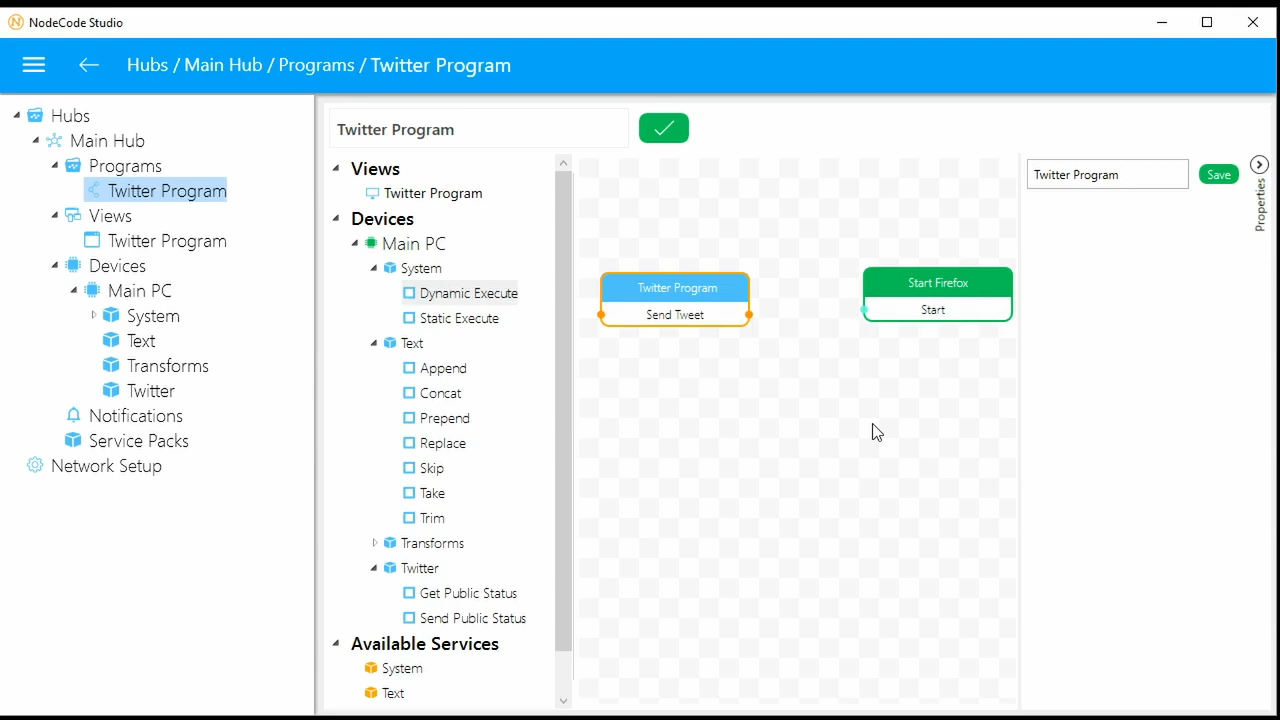 NodeCode Studio
Hubs / Main Hub / Programs / Twitter Program
Hubs
Main Hub
Programs
Twitter Program
Views
Twitter Program
Devices
Main PC
System
Text
Transforms
Twitter
Notifications
Service Packs
Network Setup
Twitter Program
Views
Twitter Program
Devices
Main PC
System
Dynamic Execute
Static Execute
Text
Append
Concat
Prepend
Replace
Skip
Take
Trim
Transforms
Twitter
Get Public Status
Send Public Status
Available Services
System
Text
Twitter Program
Send Tweet
Start Firefox
Start
Twitter Program
Save
Properties